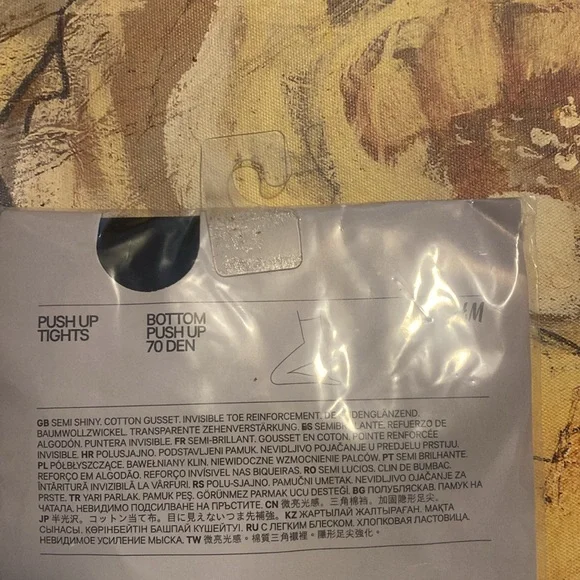 PUSH UP
TIGHTS
BOTTOM
PUSH UP
70 DEN
GB SEMI SHINY. COTTON GUSSET. INVISIBLE TOE REINFORCEMENT. DE SEIDENGLÄNZEND.
BAUMWOLLZWICKEL. TRANSPARENTE ZEHENVERSTÄRKUNG. ES SEMIBRILLANTE. REFUERZO DE
ALGODÓN. PUNTERA INVISIBLE. FR SEMI-BRILLANT. GOUSSET EN COTON. POINTE RENFORCÉE
INVISIBLE. HR POLUSJAJNO. PODSTAVLJENI PAMUK. NEVIDLJIVO POJAČANJE U PREDJELU PRSTIJU.
PL PÓŁBŁYSZCZĄCE. BAWEŁNIANY KLIN. NIEWIDOCZNE WZMOCNIENIE PALCÓW. PT SEMI BRILHANTE.
REFORÇO EM ALGODÃO. REFORÇO INVÍSIVEL NAS BIQUEIRAS. RO SEMI LUCIOS. CLIN DE BUMBAC.
ÎNTĂRITURĂ INVIZIBILĂ LA VÂRFURI. RS POLU-SJAJNO. PAMUČNI UMETAK. NEVIDLJIVO OJAČANJE ZA
PRSTE. TR YARI PARLAK. PAMUK PEŞ. GÖRÜNMEZ PARMAK UCU DESTEĞİ. BG ПОЛУБЛЯСКАВ. ПАМУК НА
ЧАТАЛА. НЕВИДИМО ПОДСИЛВАНЕ НА ПРЪСТИТЕ. CN 微亮光感。三角棉裆。加固隐形足尖。
JP 半光沢。コットン当て布。目に見えないつま先補強。 KZ ЖАРТЫЛАЙ ЖАЛТЫРАҒАН. МАҚТА
СЫНАСЫ. КӨРІНБЕЙТІН БАШПАЙ КҮШЕЙТУІ. RU С ЛЕГКИМ БЛЕСКОМ. ХЛОПКОВАЯ ЛАСТОВИЦА.
НЕВИДИМОЕ УСИЛЕНИЕ МЫСКА. TW 微亮光感。棉質三角襠裡。隱形足尖強化。